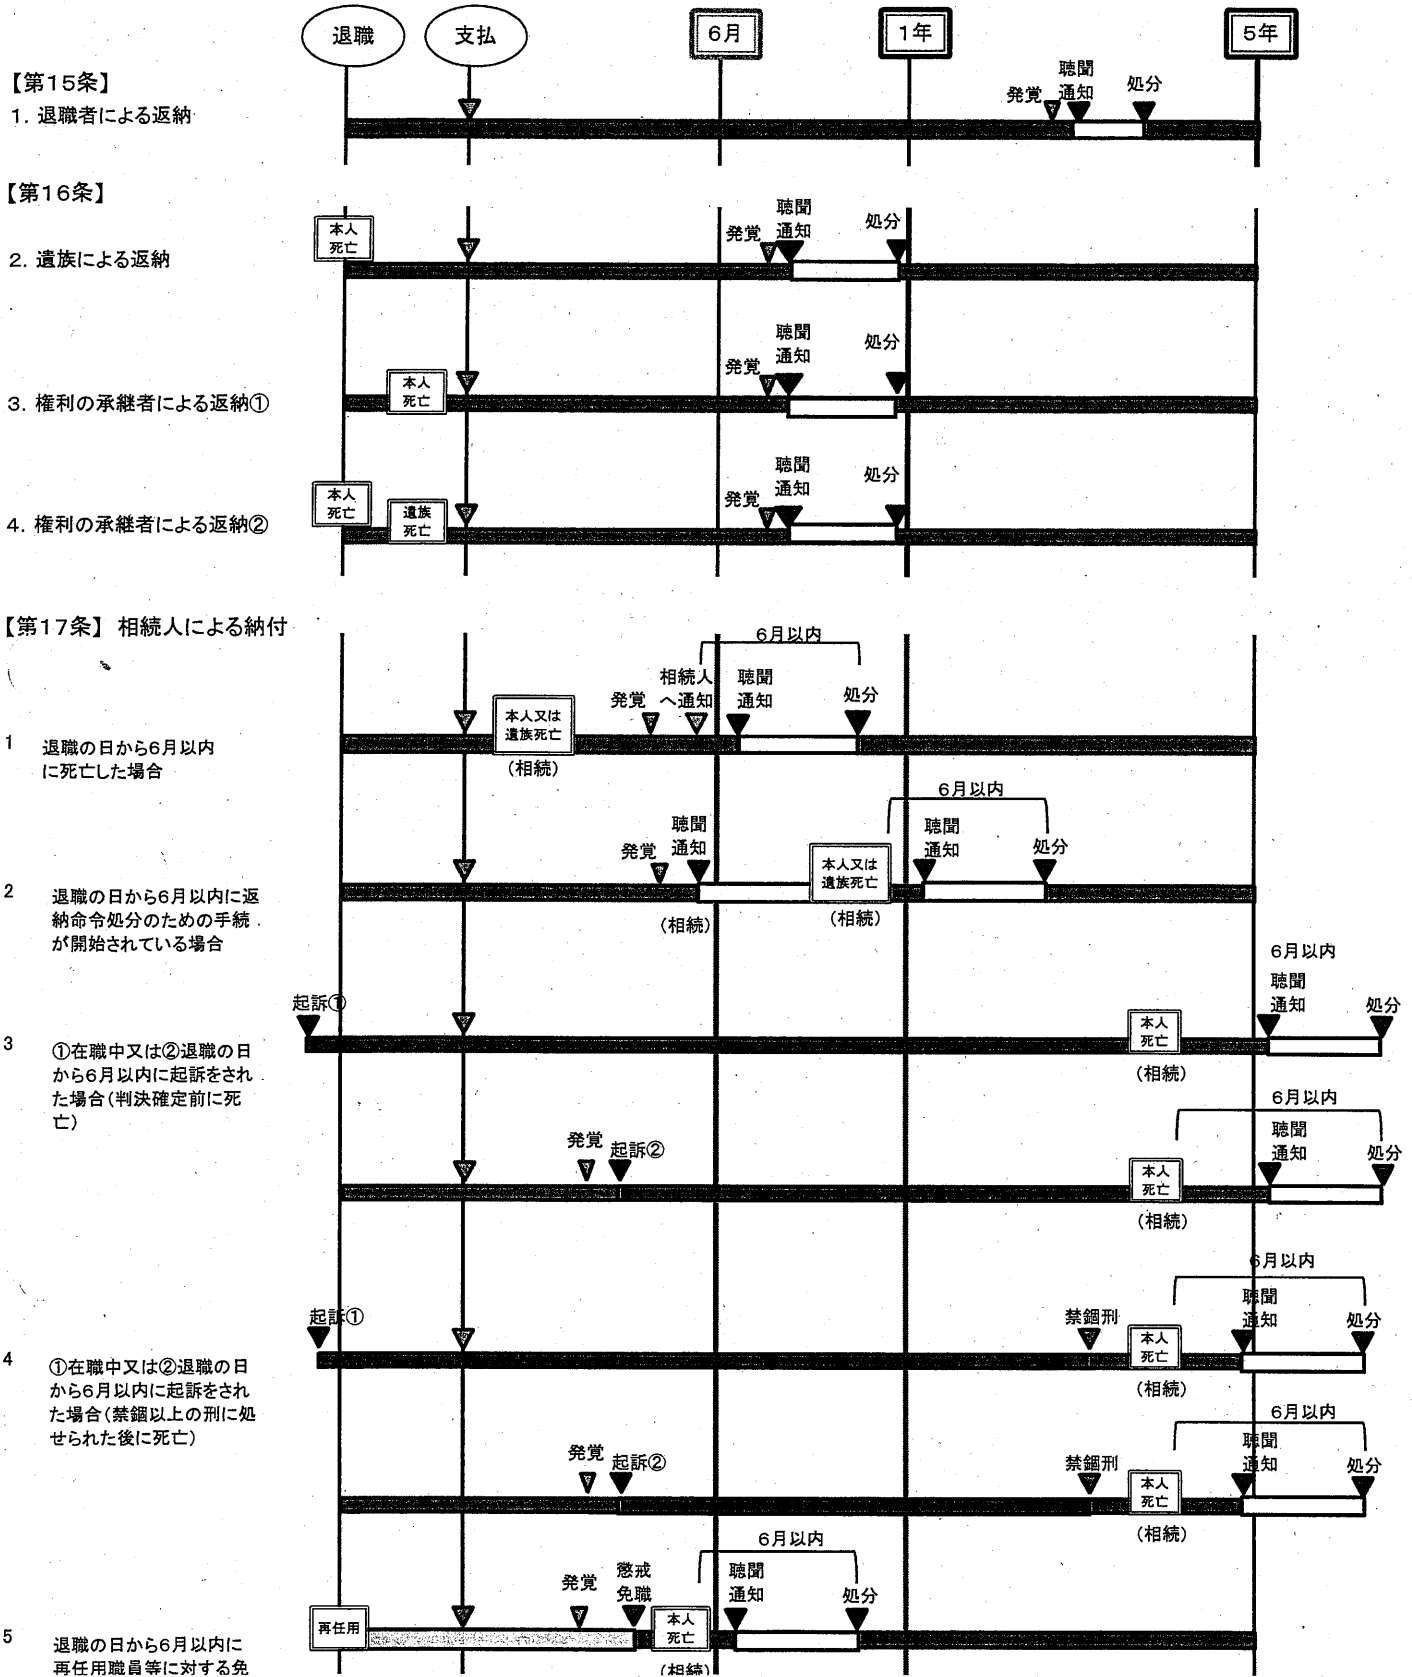 退職
支払
6月
1年
5年
【第15条】
1. 退職者による返納
発覚
聴聞
通知
処分
【第16条】
2. 遺族による返納
本人
死亡
発覚
聴聞
通知
処分
3. 権利の承継者による返納①
本人
死亡
発覚
聴聞
通知
処分
4. 権利の承継者による返納②
本人
死亡
遺族
死亡
発覚
聴聞
通知
処分
【第17条】 相続人による納付
1
退職の日から6月以内
に死亡した場合
本人又は
遺族死亡
(相続)
発覚
相続人
へ通知
6月以内
聴聞
通知
処分
2
退職の日から6月以内に返
納命令処分のための手続
が開始されている場合
発覚
聴聞
通知
(相続)
本人又は
遺族死亡
(相続)
6月以内
聴聞
通知
処分
3
①在職中又は②退職の日
から6月以内に起訴をされ
た場合(判決確定前に死
亡)
起訴①
本人
死亡
(相続)
6月以内
聴聞
通知
処分
発覚
起訴②
本人
死亡
(相続)
6月以内
聴聞
通知
処分
4
①在職中又は②退職の日
から6月以内に起訴をされ
た場合(禁錮以上の刑に処
せられた後に死亡)
起訴①
禁錮刑
本人
死亡
(相続)
6月以内
聴聞
通知
処分
発覚
起訴②
禁錮刑
本人
死亡
(相続)
6月以内
聴聞
通知
処分
5
退職の日から6月以内に
再任用職員等に対する免
再任用
発覚
懲戒
免職
本人
死亡
(相続)
6月以内
聴聞
通知
処分